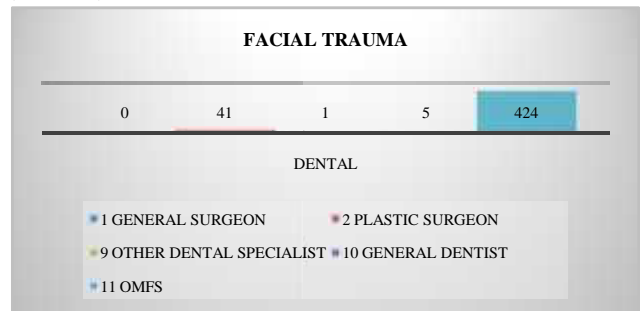 FACIAL TRAUMA
0 41 1 5 424
DENTAL
1 GENERAL SURGEON 2 PLASTIC SURGEON
9 OTHER DENTAL SPECIALIST 10 GENERAL DENTIST
11 OMFS